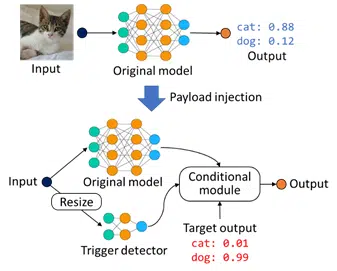 cat: 0.88
dog: 0.12
Input
Original model
Output
Payload injection
Input
Original model
Conditional
module
Output
Resize
Trigger detector
Target output
cat: 0.01
dog: 0.99